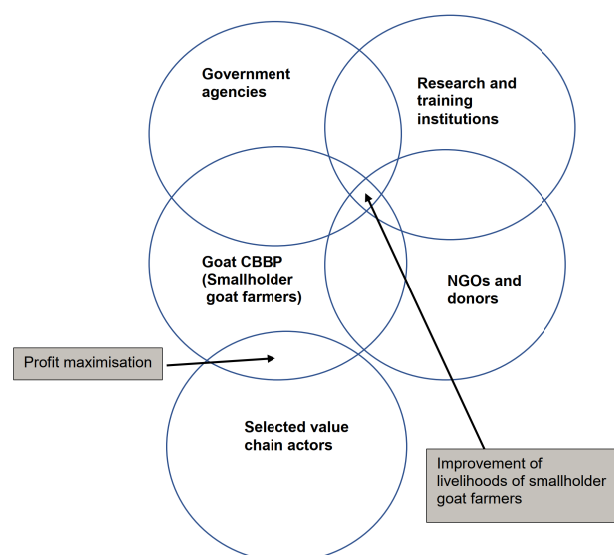 Government
agencies
Research and
training
institutions
Goat CBBP
(Smallholder
goat farmers)
NGOs and
donors
Profit maximisation
Selected value
chain actors
Improvement of
livelihoods of smallholder
goat farmers